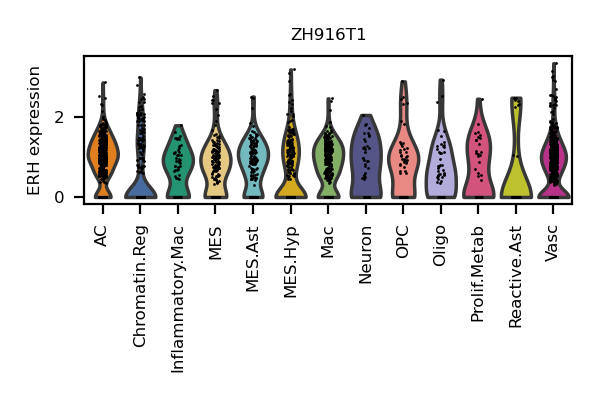 ZH916T1
ERH expression
2
0
AC
Chromatin.Reg
Inflammatory.Mac
MES
MES.Ast
MES.Hyp
Mac
Neuron
OPC
Oligo
Prolif.Metab
Reactive.Ast
Vasc